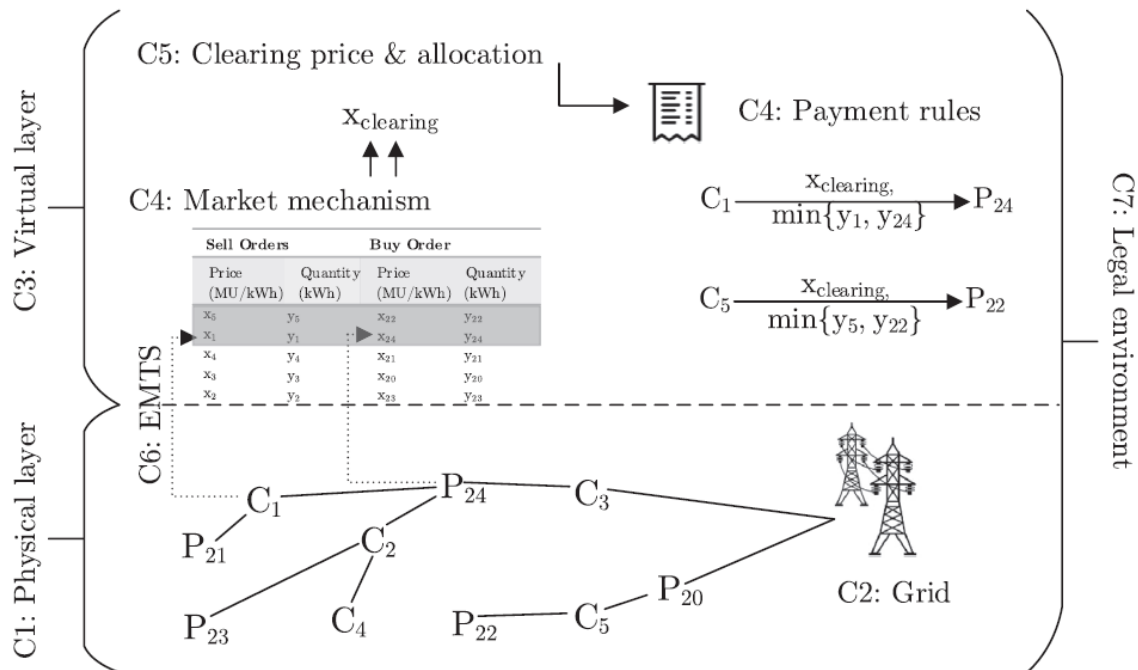 C5: Clearing price & allocation
C4: Payment rules
x_clearing
C4: Market mechanism
Sell Orders Buy Order
Price (MU/kWh) Quantity (kWh) Price (MU/kWh) Quantity (kWh)
x₅ y₅ x₂₂ y₂₂
x₁ y₁ x₂₄ y₂₄
x₄ y₄ x₂₁ y₂₁
x₃ y₃ x₂₀ y₂₀
x₂ y₂ x₂₃ y₂₃
C₁ x_clearing, P₂₄
min{y₁, y₂₄}
C₅ x_clearing, P₂₂
min{y₅, y₂₂}
C3: Virtual layer
C7: Legal environment
C6: EMTS
C1: Physical layer
C₁
P₂₄
C₃
P₂₁
C₂
P₂₀
P₂₃
C₄
P₂₂
C₅
C2: Grid